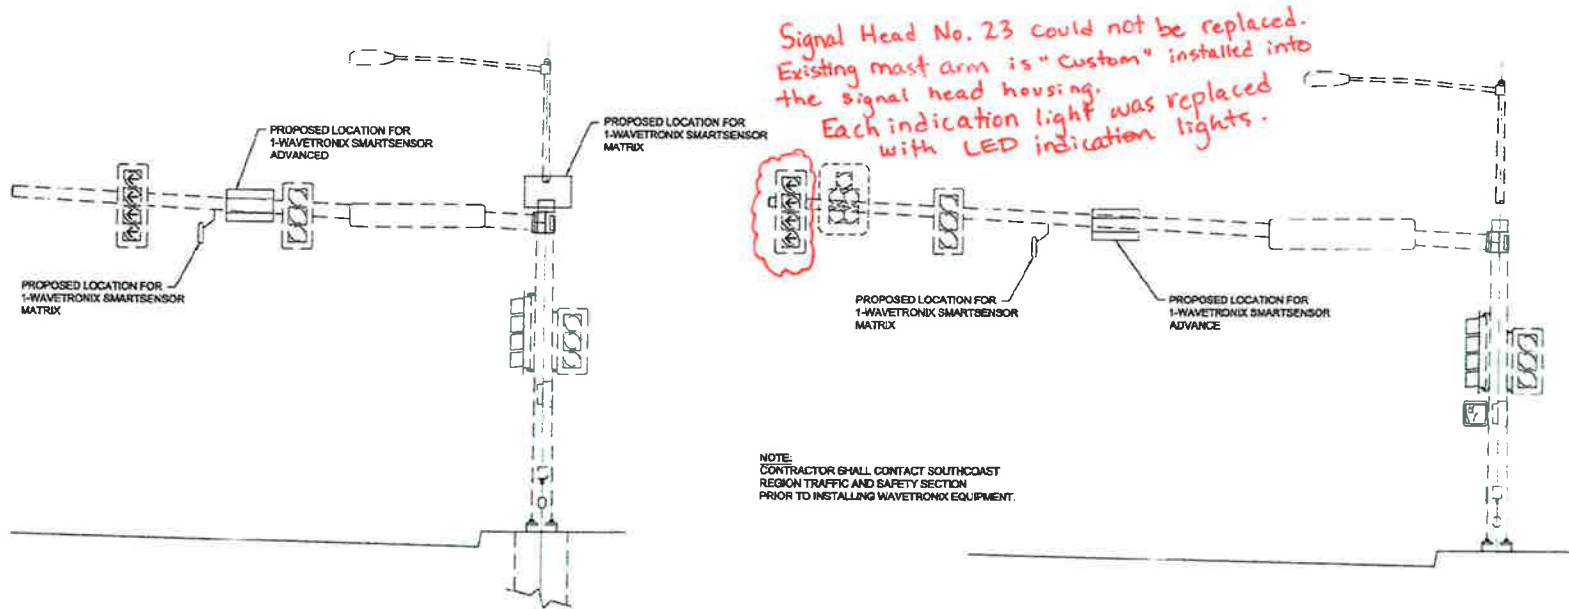 Signal Head No. 23 could not be replaced.
Existing mast arm is "Custom" installed into
the signal head housing.
Each indication light was replaced
with LED indication lights.
PROPOSED LOCATION FOR
1-WAVETRONIX SMARTSENSOR
ADVANCED
PROPOSED LOCATION FOR
1-WAVETRONIX SMARTSENSOR
MATRIX
PROPOSED LOCATION FOR
1-WAVETRONIX SMARTSENSOR
MATRIX
PROPOSED LOCATION FOR
1-WAVETRONIX SMARTSENSOR
MATRIX
PROPOSED LOCATION FOR
1-WAVETRONIX SMARTSENSOR
ADVANCE
NOTE:
CONTRACTOR SHALL CONTACT SOUTHCOAST
REGION TRAFFIC AND SAFETY SECTION
PRIOR TO INSTALLING WAVETRONIX EQUIPMENT.